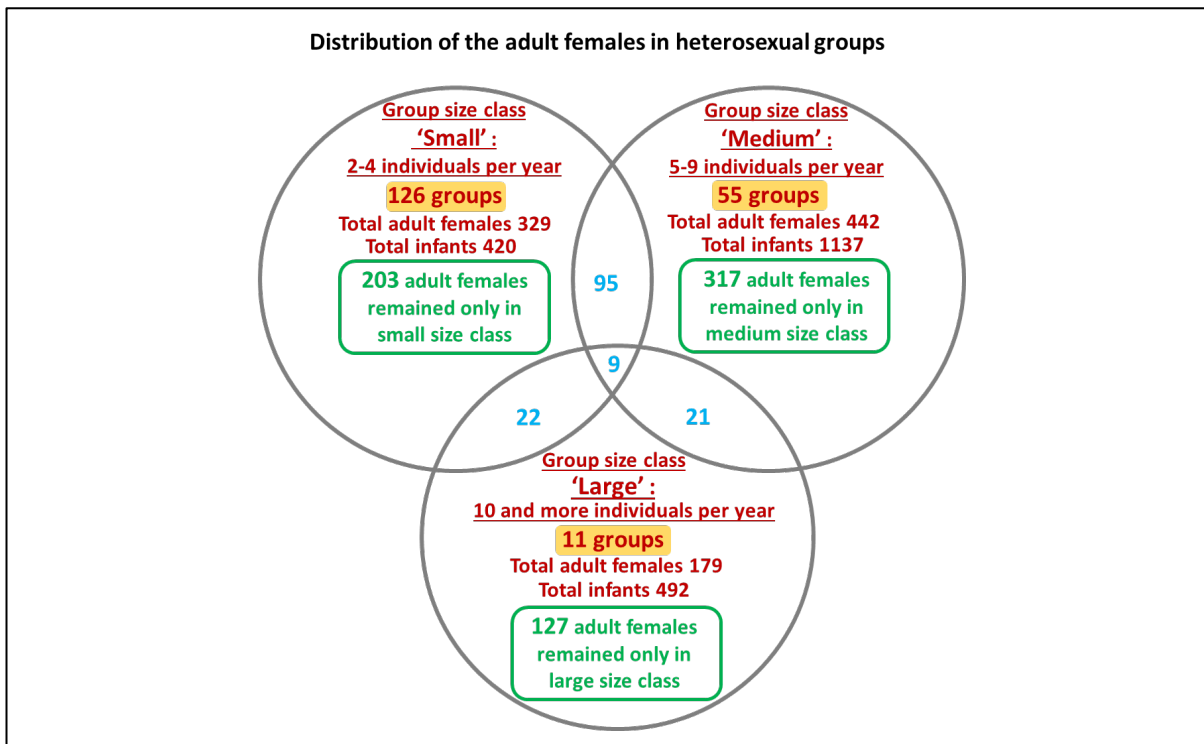 Distribution of the adult females in heterosexual groups
Group size class
‘Small’ :
2-4 individuals per year
126 groups
Total adult females 329
Total infants 420
203 adult females
remained only in
small size class
Group size class
‘Medium’ :
5-9 individuals per year
55 groups
Total adult females 442
Total infants 1137
317 adult females
remained only in
medium size class
95
9
22
21
Group size class
‘Large’ :
10 and more individuals per year
11 groups
Total adult females 179
Total infants 492
127 adult females
remained only in
large size class